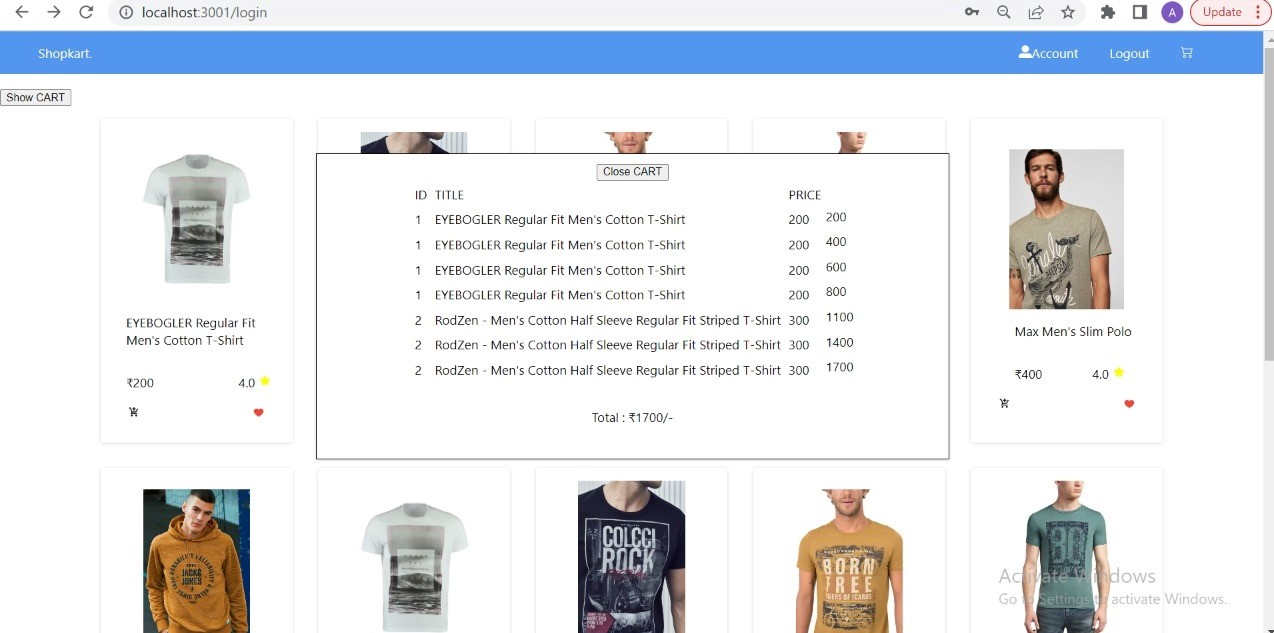 localhost:3001/login
A
Update
Shopkart.
Account
Logout
Show CART
Close CART
ID TITLE PRICE
1 EYEBOGLER Regular Fit Men's Cotton T-Shirt 200 200
1 EYEBOGLER Regular Fit Men's Cotton T-Shirt 200 400
1 EYEBOGLER Regular Fit Men's Cotton T-Shirt 200 600
1 EYEBOGLER Regular Fit Men's Cotton T-Shirt 200 800
2 RodZen - Men's Cotton Half Sleeve Regular Fit Striped T-Shirt 300 1100
2 RodZen - Men's Cotton Half Sleeve Regular Fit Striped T-Shirt 300 1400
2 RodZen - Men's Cotton Half Sleeve Regular Fit Striped T-Shirt 300 1700
Total : ₹1700/-
EYEBOGLER Regular Fit
Men's Cotton T-Shirt
₹200
4.0
Max Men's Slim Polo
₹400
4.0
JACK&
JONES
COLCCI
ROCK
BORN
FREE
Activate Windows
Go to Settings to activate Windows.